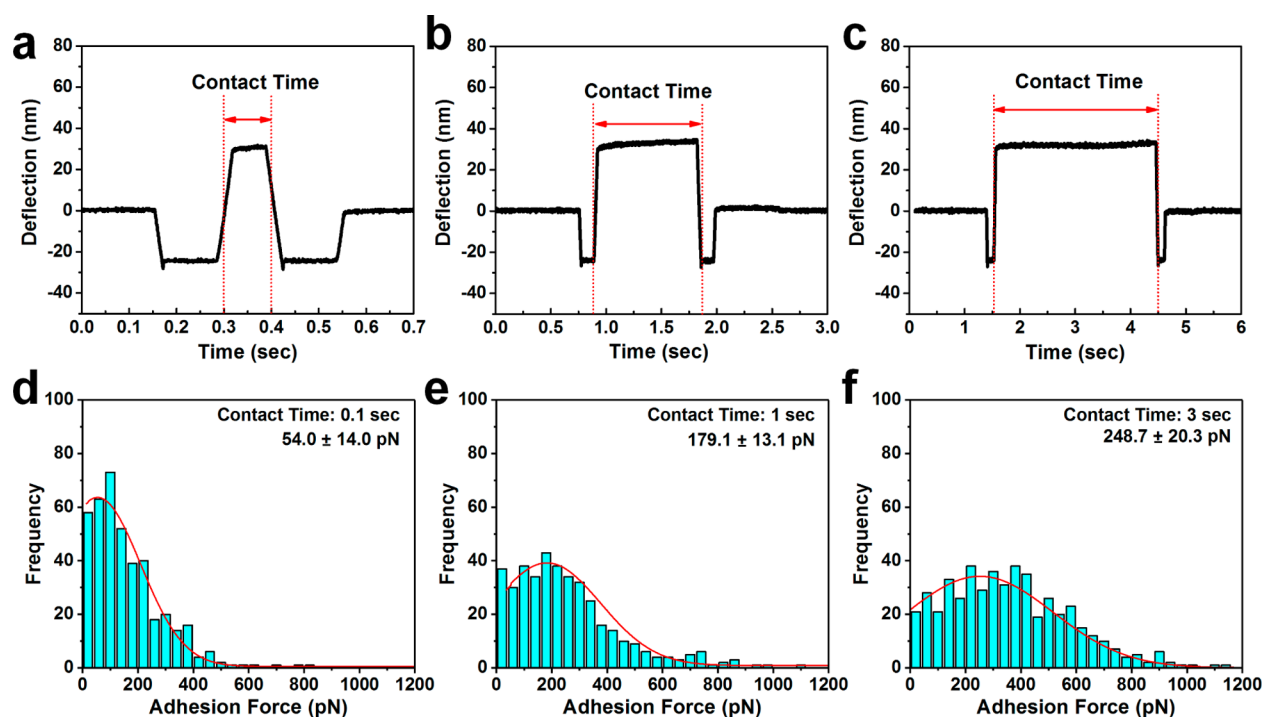 a
80
60
40
20
0
-20
-40
Deflection (nm)
Contact Time
0.0 0.1 0.2 0.3 0.4 0.5 0.6 0.7
Time (sec)
b
80
60
40
20
0
-20
-40
Deflection (nm)
Contact Time
0.0 0.5 1.0 1.5 2.0 2.5 3.0
Time (sec)
c
80
60
40
20
0
-20
-40
Deflection (nm)
Contact Time
0 1 2 3 4 5 6
Time (sec)
d
100
80
60
40
20
0
Frequency
Contact Time: 0.1 sec
54.0 ± 14.0 pN
0 200 400 600 800 1000 1200
Adhesion Force (pN)
e
100
80
60
40
20
0
Frequency
Contact Time: 1 sec
179.1 ± 13.1 pN
0 200 400 600 800 1000 1200
Adhesion Force (pN)
f
100
80
60
40
20
0
Frequency
Contact Time: 3 sec
248.7 ± 20.3 pN
0 200 400 600 800 1000 1200
Adhesion Force (pN)